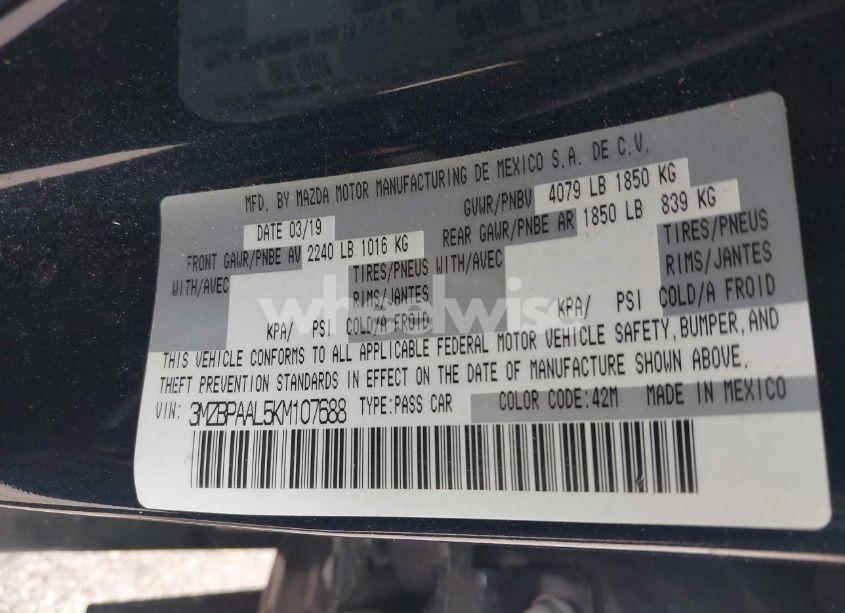 MFD. BY MAZDA MOTOR MANUFACTURING DE MEXICO S.A. DE C.V.
DATE 03/19 GVWR/PNBV 4079 LB 1850 KG
FRONT GAWR/PNBE AV 2240 LB 1016 KG REAR GAWR/PNBE AR 1850 LB 839 KG
WITH/AVEC TIRES/PNEUS WITH/AVEC TIRES/PNEUS
RIMS/JANTES RIMS/JANTES
KPA/ PSI COLD/A FROID KPA/ PSI COLD/A FROID
wheelwise
THIS VEHICLE CONFORMS TO ALL APPLICABLE FEDERAL MOTOR VEHICLE SAFETY, BUMPER, AND
THEFT PREVENTION STANDARDS IN EFFECT ON THE DATE OF MANUFACTURE SHOWN ABOVE.
VIN: 3MZBPAAL5KM107688 TYPE:PASS CAR COLOR CODE:42M MADE IN MEXICO